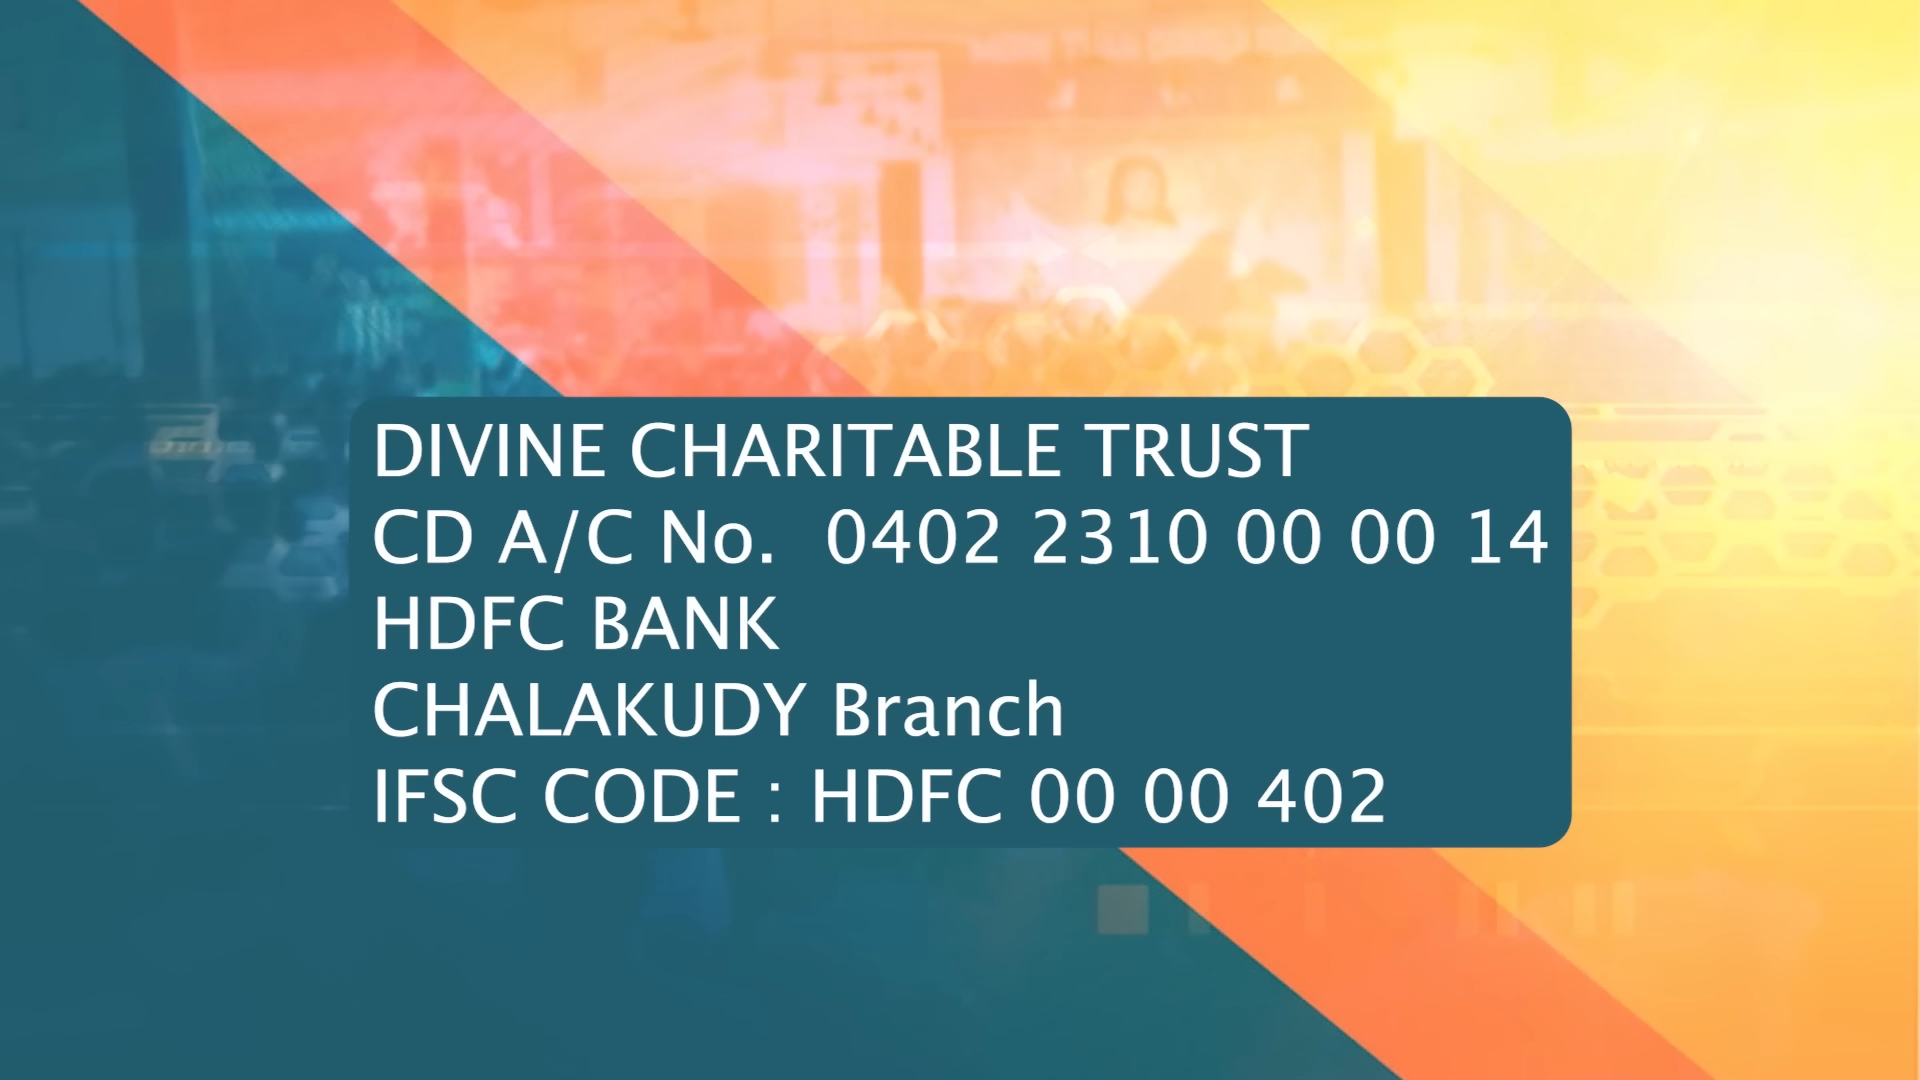 DIVINE CHARITABLE TRUST
CD A/C No.  0402 2310 00 00 14
HDFC BANK
CHALAKUDY Branch
IFSC CODE : HDFC 00 00 402